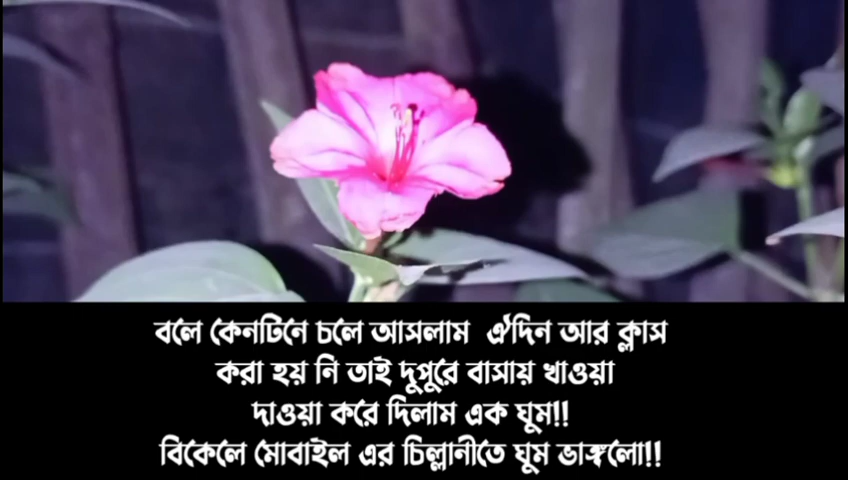 বলে কেনটিনে চলে আসলাম  ঐদিন আর ক্লাস
করা হয় নি তাই দুপুরে বাসায় খাওয়া
দাওয়া করে দিলাম এক ঘুম!!
বিকেলে মোবাইল এর চিল্লানীতে ঘুম ভাঙ্গলো!!